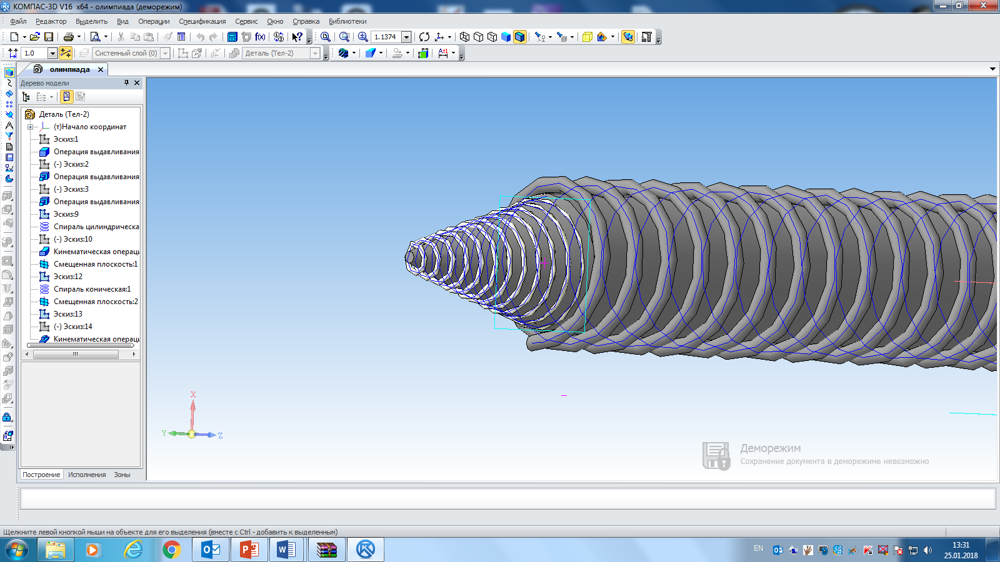 КОМПАС-3D V16  x64 - олимпиада (деморежим)
Файл Редактор Выделить Вид Операции Спецификация Сервис Окно Справка Библиотеки
1.1374
f(x)
1.0 Системный слой (0) Деталь (Тел-2)
олимпиада
Дерево модели
Деталь (Тел-2)
(т)Начало координат
Эскиз:1
Операция выдавливания
(-) Эскиз:2
Операция выдавливания
(-) Эскиз:3
Операция выдавливания
Эскиз:9
Спираль цилиндрическа
(-) Эскиз:10
Кинематическая операци
Смещенная плоскость:1
Эскиз:12
Спираль коническая:1
Смещенная плоскость:2
Эскиз:13
(-) Эскиз:14
Кинематическая операци
X
Y
Z
Деморежим
Сохранение документа в деморежиме невозможно
Построение Исполнения Зоны
Щелкните левой кнопкой мыши на объекте для его выделения (вместе с Ctrl - добавить к выделенным)
EN
13:31
25.01.2018